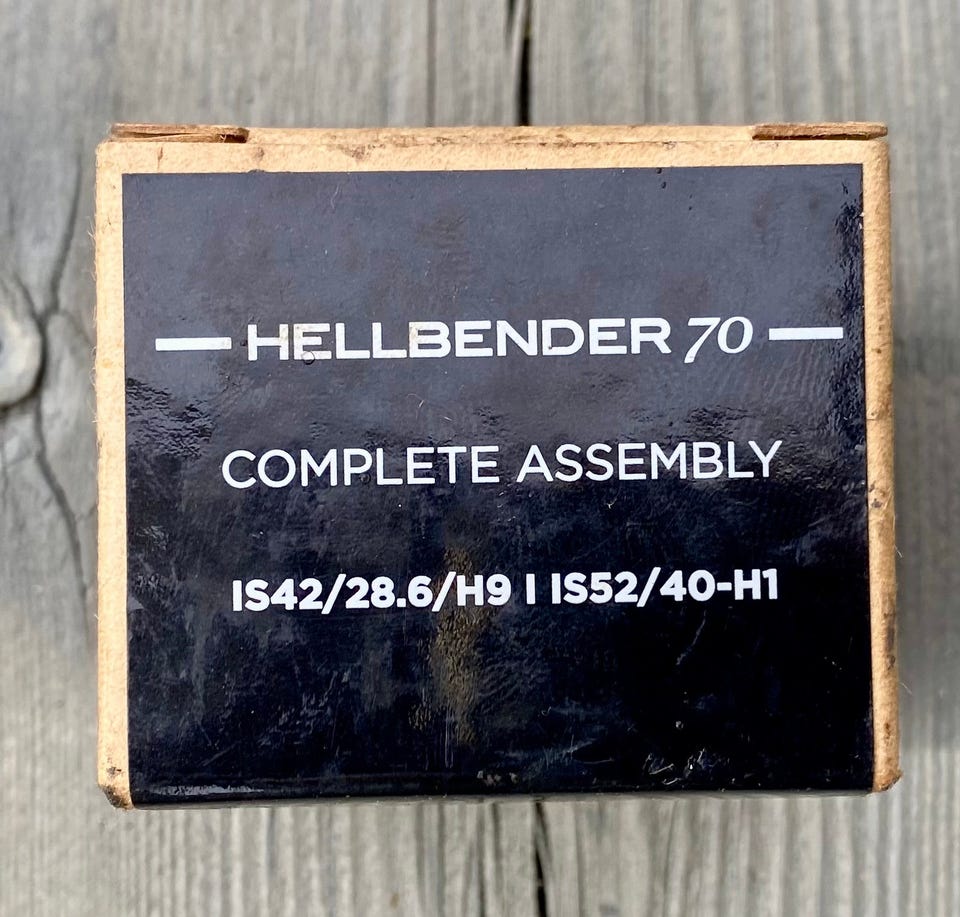 HELLBENDER 70
COMPLETE ASSEMBLY
IS42/28.6/H9 | IS52/40-H1